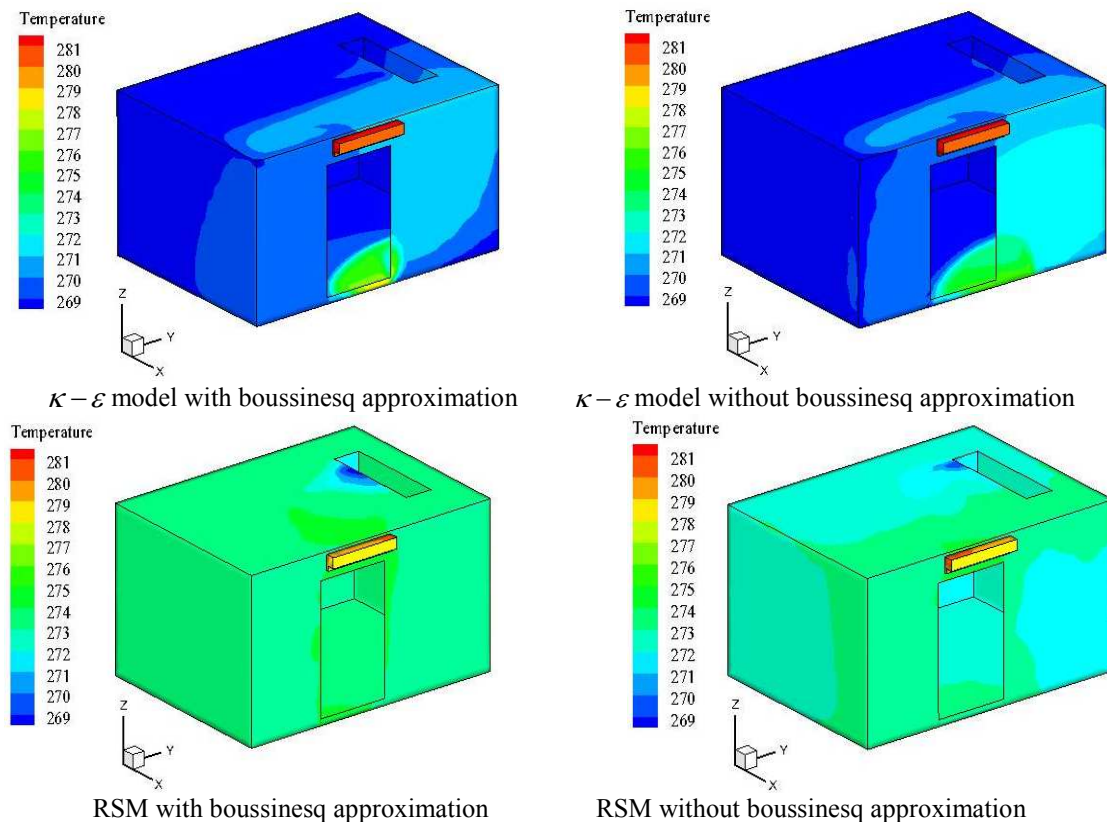 Temperature
281
280
279
278
277
276
275
274
273
272
271
270
269
Z
Y
X
κ – ε model with boussinesq approximation
Temperature
281
280
279
278
277
276
275
274
273
272
271
270
269
Z
Y
X
κ – ε model without boussinesq approximation
Temperature
281
280
279
278
277
276
275
274
273
272
271
270
269
Z
Y
X
RSM with boussinesq approximation
Temperature
281
280
279
278
277
276
275
274
273
272
271
270
269
Z
Y
X
RSM without boussinesq approximation